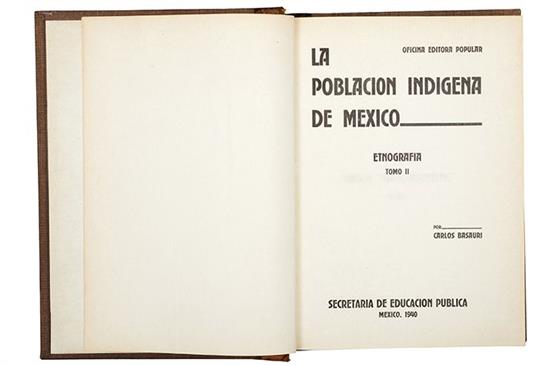 OFICINA EDITORA POPULAR
LA
POBLACION INDIGENA
DE MEXICO
ETNOGRAFIA
TOMO II
POR
CARLOS BASAURI
SECRETARIA DE EDUCACION PUBLICA
MEXICO. 1940